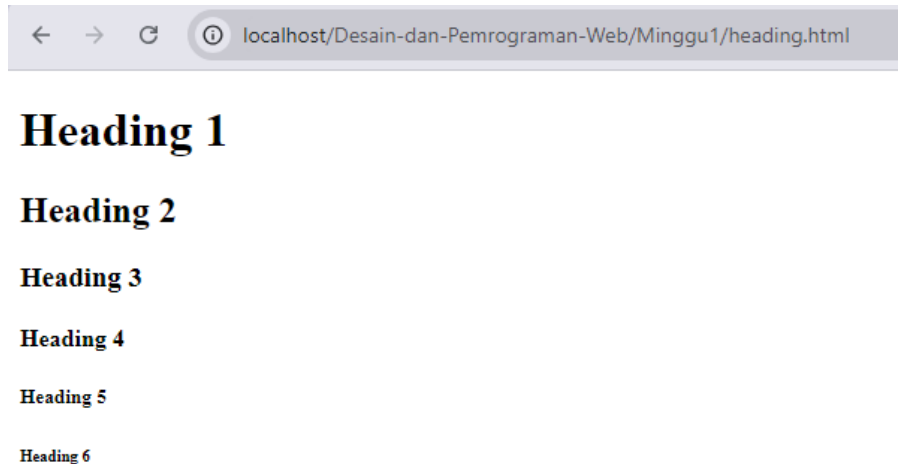 localhost/Desain-dan-Pemrograman-Web/Minggu1/heading.html
Heading 1
Heading 2
Heading 3
Heading 4
Heading 5
Heading 6